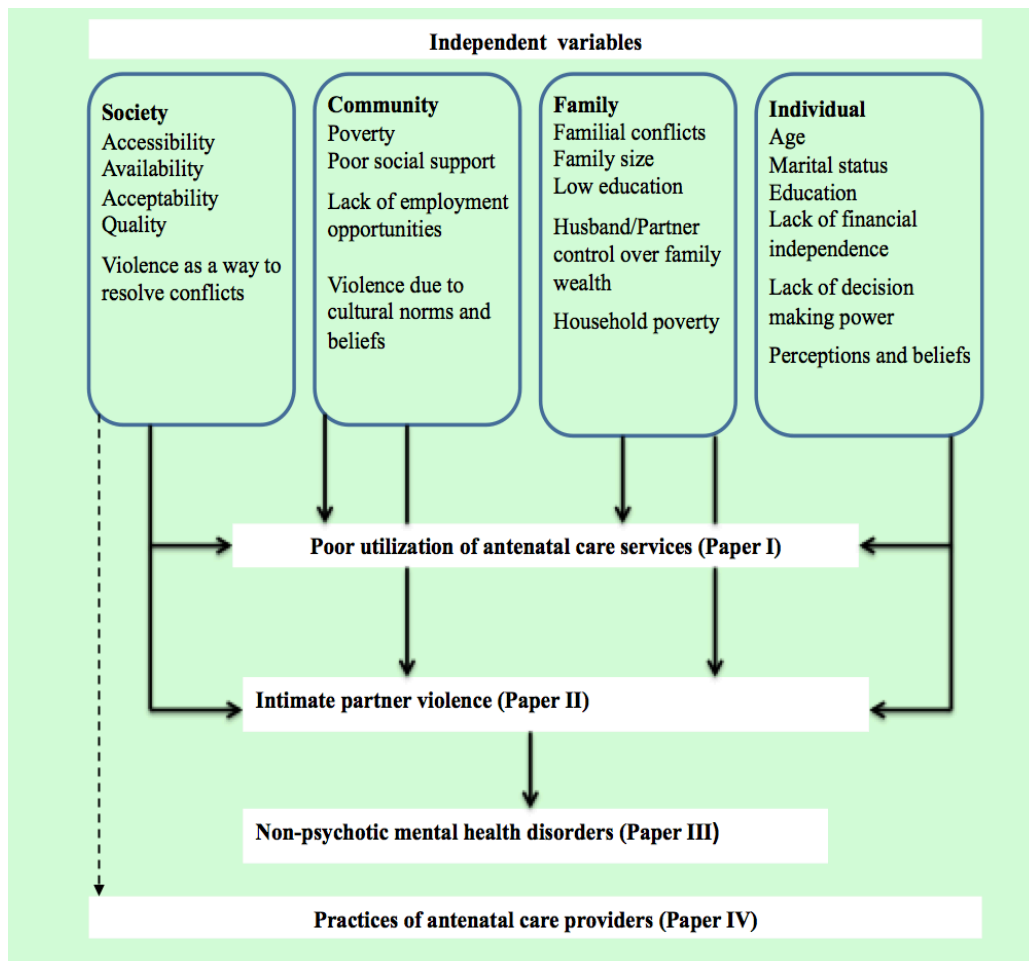 Independent variables
Society
Accessibility
Availability
Acceptability
Quality
Violence as a way to
resolve conflicts
Community
Poverty
Poor social support
Lack of employment
opportunities
Violence due to
cultural norms and
beliefs
Family
Familial conflicts
Family size
Low education
Husband/Partner
control over family
wealth
Household poverty
Individual
Age
Marital status
Education
Lack of financial
independence
Lack of decision
making power
Perceptions and beliefs
Poor utilization of antenatal care services (Paper I)
Intimate partner violence (Paper II)
Non-psychotic mental health disorders (Paper III)
Practices of antenatal care providers (Paper IV)